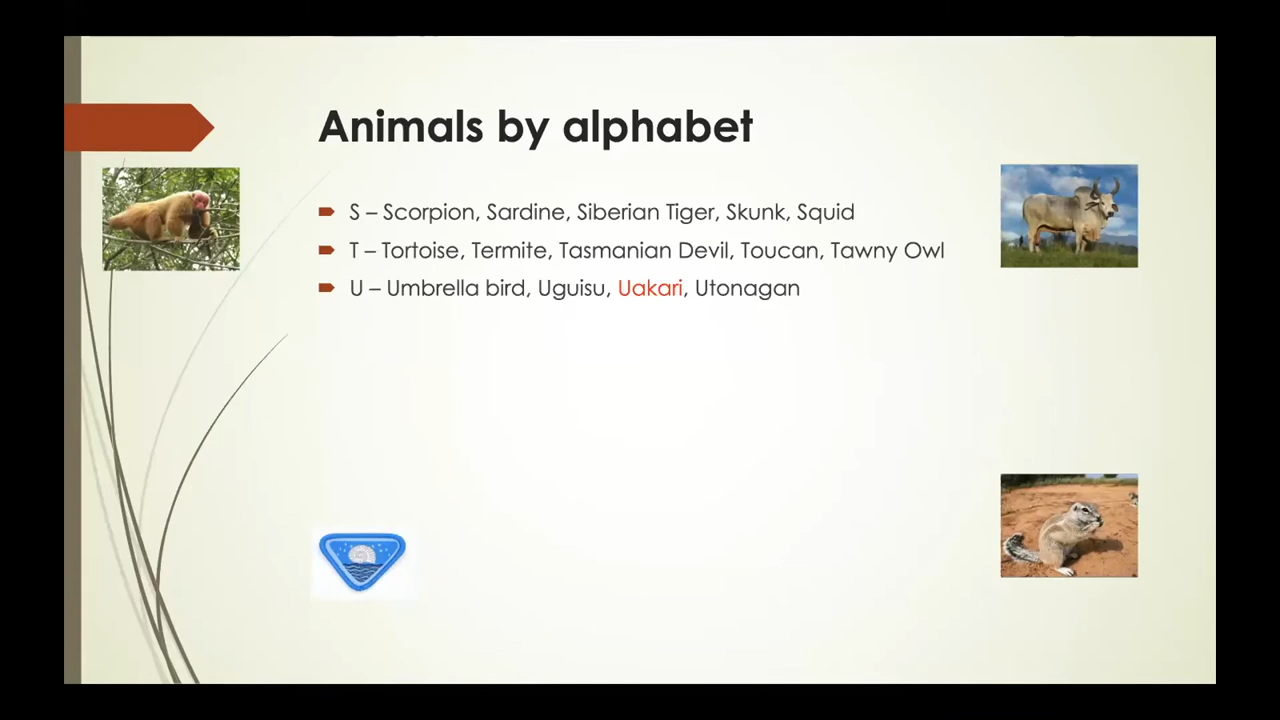 Animals by alphabet
S – Scorpion, Sardine, Siberian Tiger, Skunk, Squid
T – Tortoise, Termite, Tasmanian Devil, Toucan, Tawny Owl
U – Umbrella bird, Uguisu, Uakari, Utonagan